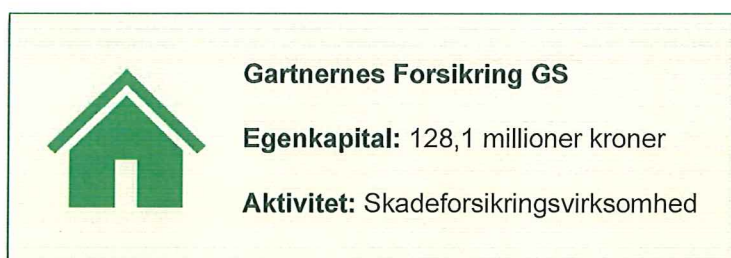 Gartnernes Forsikring GS
Egenkapital: 128,1 millioner kroner
Aktivitet: Skadeforsikringsvirksomhed